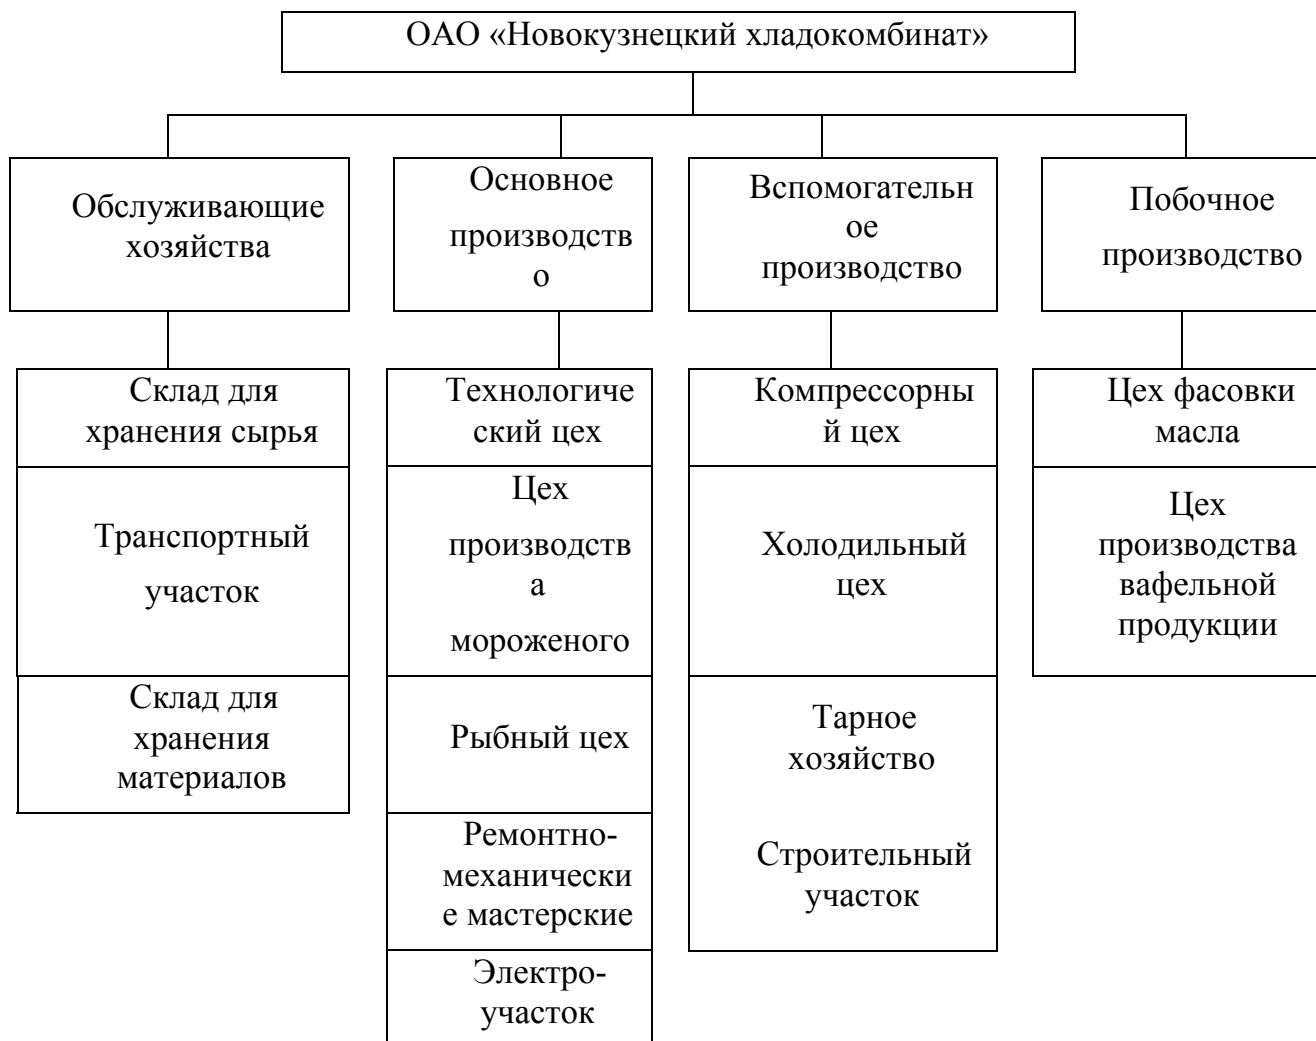 ОАО «Новокузнецкий хладокомбинат»
Обслуживающие
хозяйства
Основное
производств
о
Вспомогательн
ое
производство
Побочное
производство
Склад для
хранения сырья
Транспортный
участок
Склад для
хранения
материалов
Технологиче
ский цех
Цех
производств
а
мороженого
Рыбный цех
Ремонтно-
механически
е мастерские
Электро-
участок
Компрессорны
й цех
Холодильный
цех
Тарное
хозяйство
Строительный
участок
Цех фасовки
масла
Цех
производства
вафельной
продукции